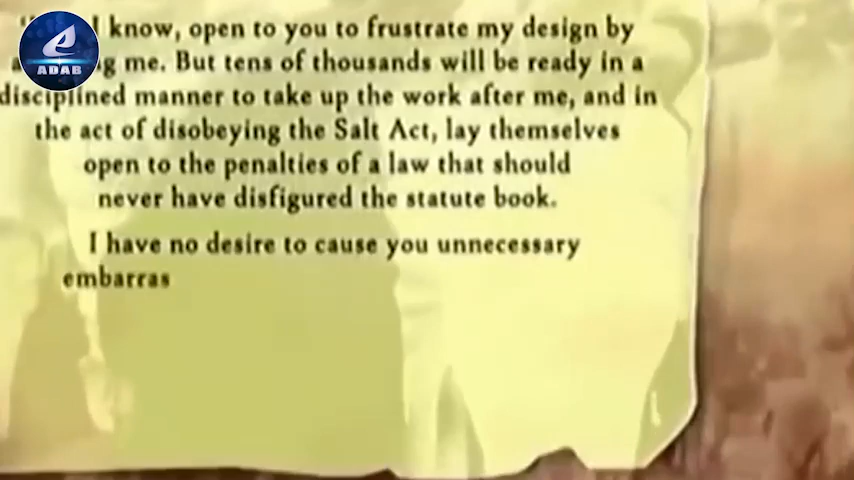 I know, open to you to frustrate my design by
me. But tens of thousands will be ready in a
disciplined manner to take up the work after me, and in
the act of disobeying the Salt Act, lay themselves
open to the penalties of a law that should
never have disfigured the statute book.
I have no desire to cause you unnecessary
embarras
ADAB